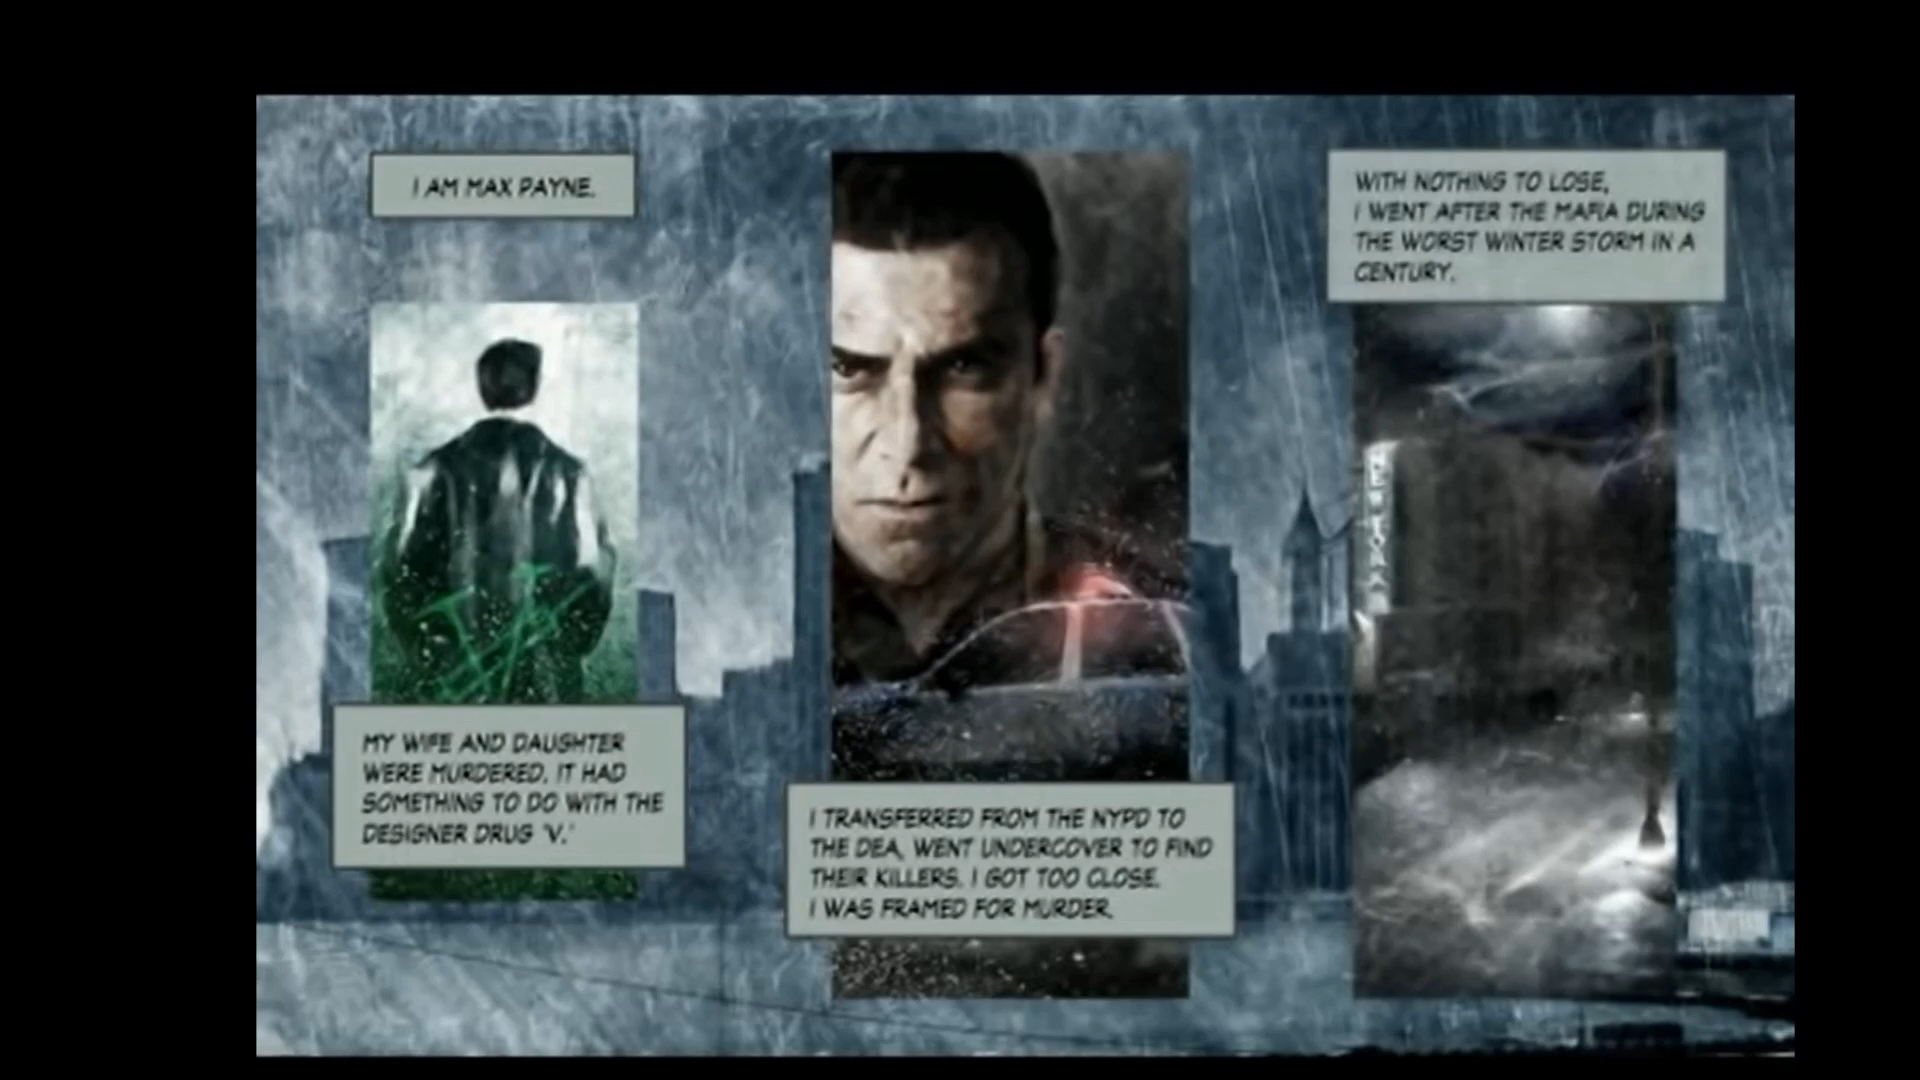 I AM MAX PAYNE.
MY WIFE AND DAUGHTER
WERE MURDERED. IT HAD
SOMETHING TO DO WITH THE
DESIGNER DRUG 'V.'
I TRANSFERRED FROM THE NYPD TO
THE DEA, WENT UNDERCOVER TO FIND
THEIR KILLERS. I GOT TOO CLOSE.
I WAS FRAMED FOR MURDER.
WITH NOTHING TO LOSE,
I WENT AFTER THE MAFIA DURING
THE WORST WINTER STORM IN A
CENTURY.